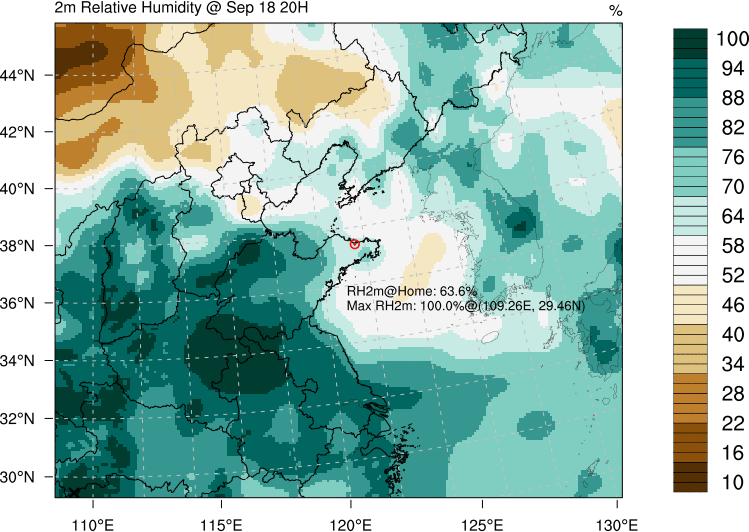 2m Relative Humidity @ Sep 18 20H
%
44°N
42°N
40°N
38°N
36°N
34°N
32°N
30°N
RH2m@Home: 63.6%
Max RH2m: 100.0%@(109.26E, 29.46N)
110°E
115°E
120°E
125°E
130°E
100
94
88
82
76
70
64
58
52
46
40
34
28
22
16
10